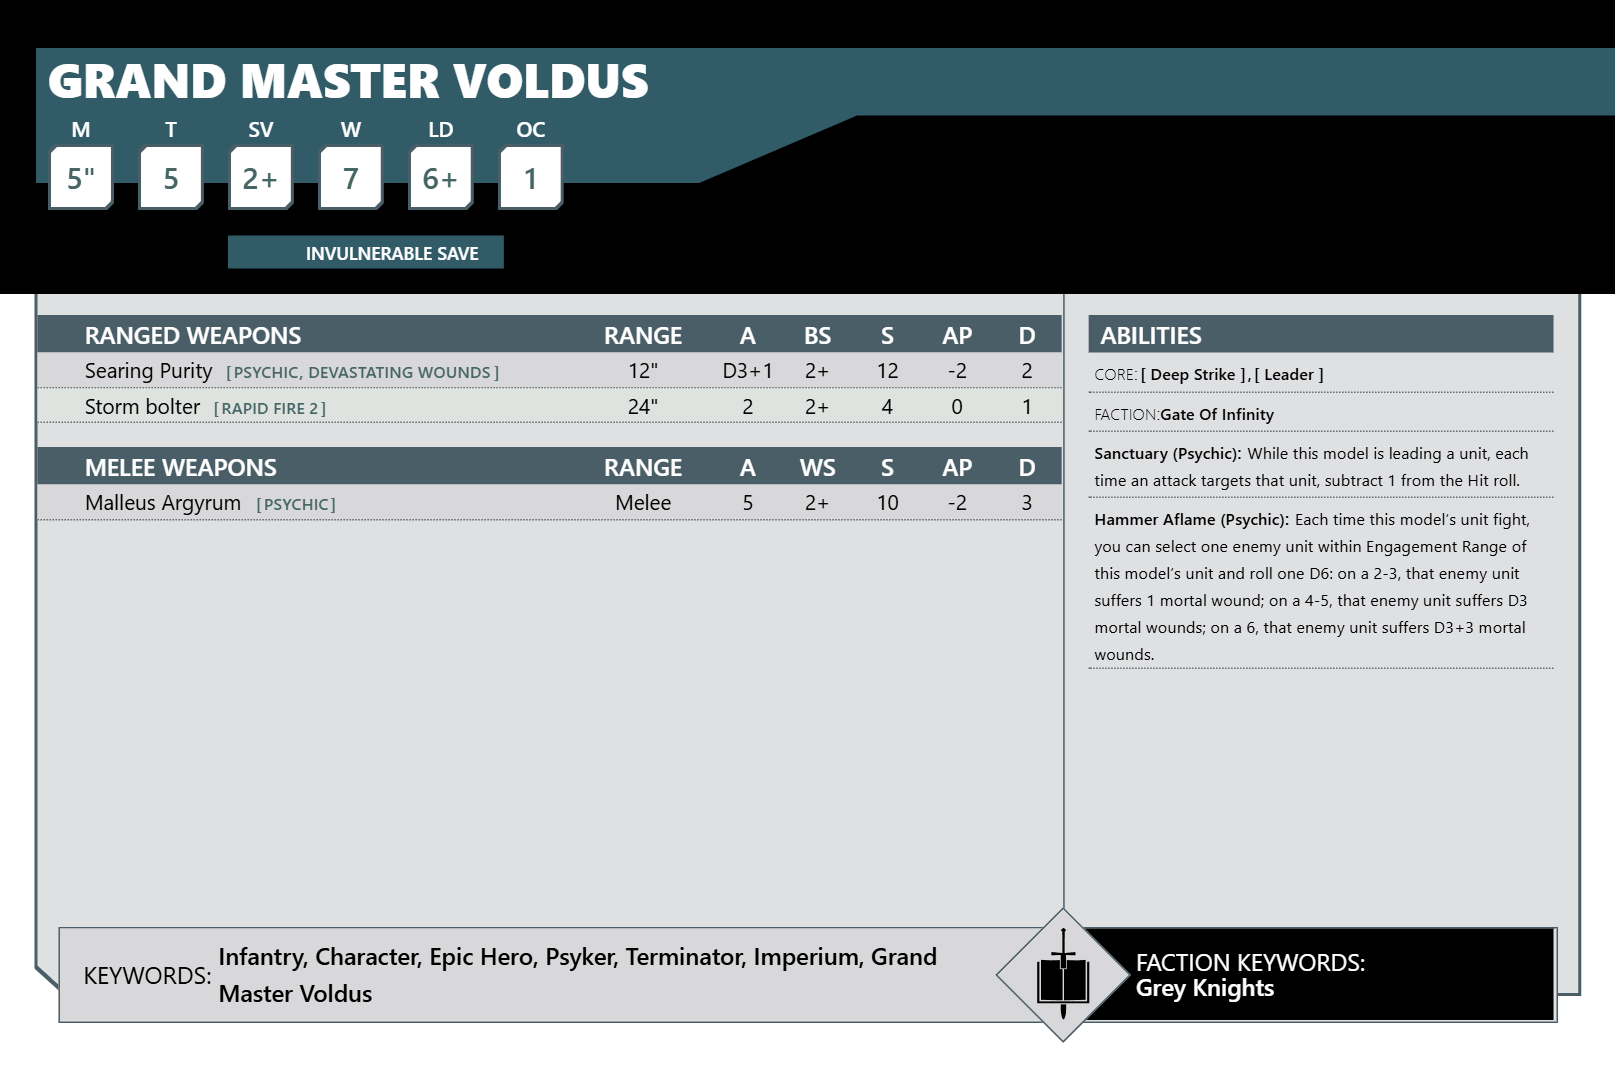 GRAND MASTER VOLDUS
M T SV W LD OC
5" 5 2+ 7 6+ 1
INVULNERABLE SAVE
RANGED WEAPONS RANGE A BS S AP D
Searing Purity [PSYCHIC, DEVASTATING WOUNDS] 12" D3+1 2+ 12 -2 2
Storm bolter [RAPID FIRE 2] 24" 2 2+ 4 0 1
MELEE WEAPONS RANGE A WS S AP D
Malleus Argyrum [PSYCHIC] Melee 5 2+ 10 -2 3
ABILITIES
CORE: [ Deep Strike ] , [ Leader ]
FACTION:Gate Of Infinity
Sanctuary (Psychic): While this model is leading a unit, each
time an attack targets that unit, subtract 1 from the Hit roll.
Hammer Aflame (Psychic): Each time this model’s unit fight,
you can select one enemy unit within Engagement Range of
this model’s unit and roll one D6: on a 2-3, that enemy unit
suffers 1 mortal wound; on a 4-5, that enemy unit suffers D3
mortal wounds; on a 6, that enemy unit suffers D3+3 mortal
wounds.
KEYWORDS: Infantry, Character, Epic Hero, Psyker, Terminator, Imperium, Grand
Master Voldus
FACTION KEYWORDS:
Grey Knights